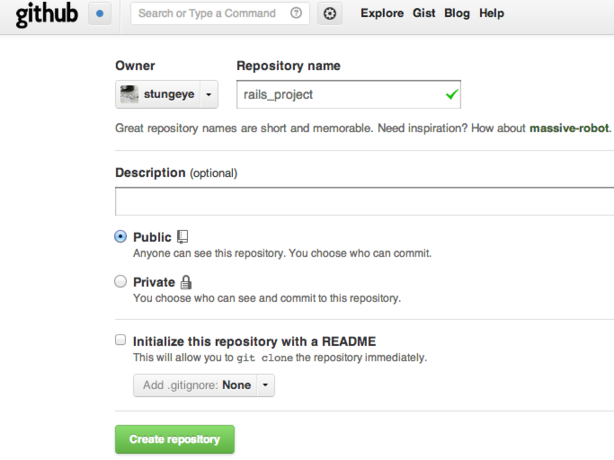 github Search or Type a Command Explore Gist Blog Help
Owner Repository name
stungeye rails_project
Great repository names are short and memorable. Need inspiration? How about massive-robot.
Description (optional)
Public
Anyone can see this repository. You choose who can commit.
Private
You choose who can see and commit to this repository.
Initialize this repository with a README
This will allow you to git clone the repository immediately.
Add .gitignore: None
Create repository